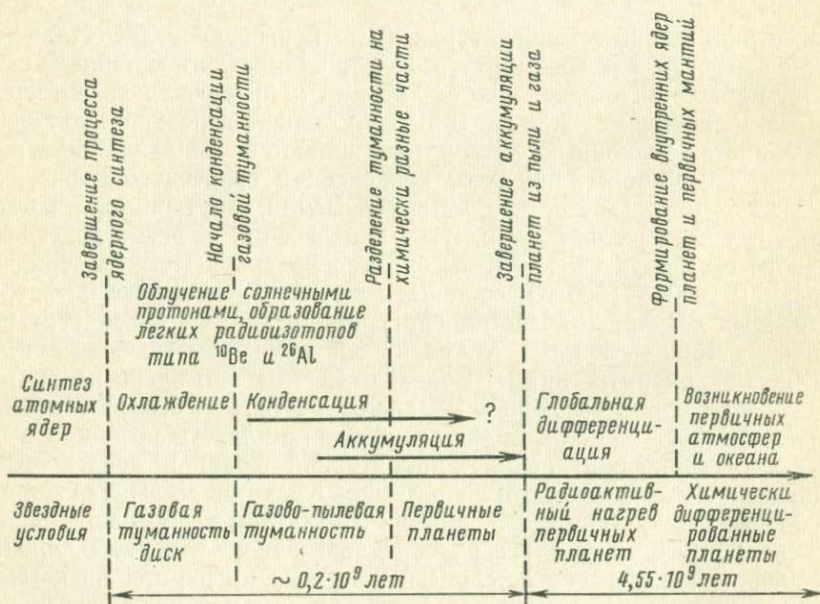 Завершение процесса
ядерного синтеза
Начало конденсации
газовой туманности
Разделение туманности на
химически разные части
Завершение аккумуляции
планет из пыли и газа
Формирование внутренних ядер
планет и первичных мантий
Облучение солнечными
протонами, образование
легких радиоизотопов
типа ¹⁰Be и ²⁶Al
Синтез
атомных
ядер
Охлаждение
Конденсация
?
Аккумуляция
Глобальная
дифференци-
ация
Возникновение
первичных
атмосфер
и океана
Звездные
условия
Газовая
туманность
диск
Газово-пылевая
туманность
Первичные
планеты
Радиоактив-
ный нагрев
первичных
планет
Химически
дифференци-
рованные
планеты
~ 0,2·10⁹ лет
4,55·10⁹ лет